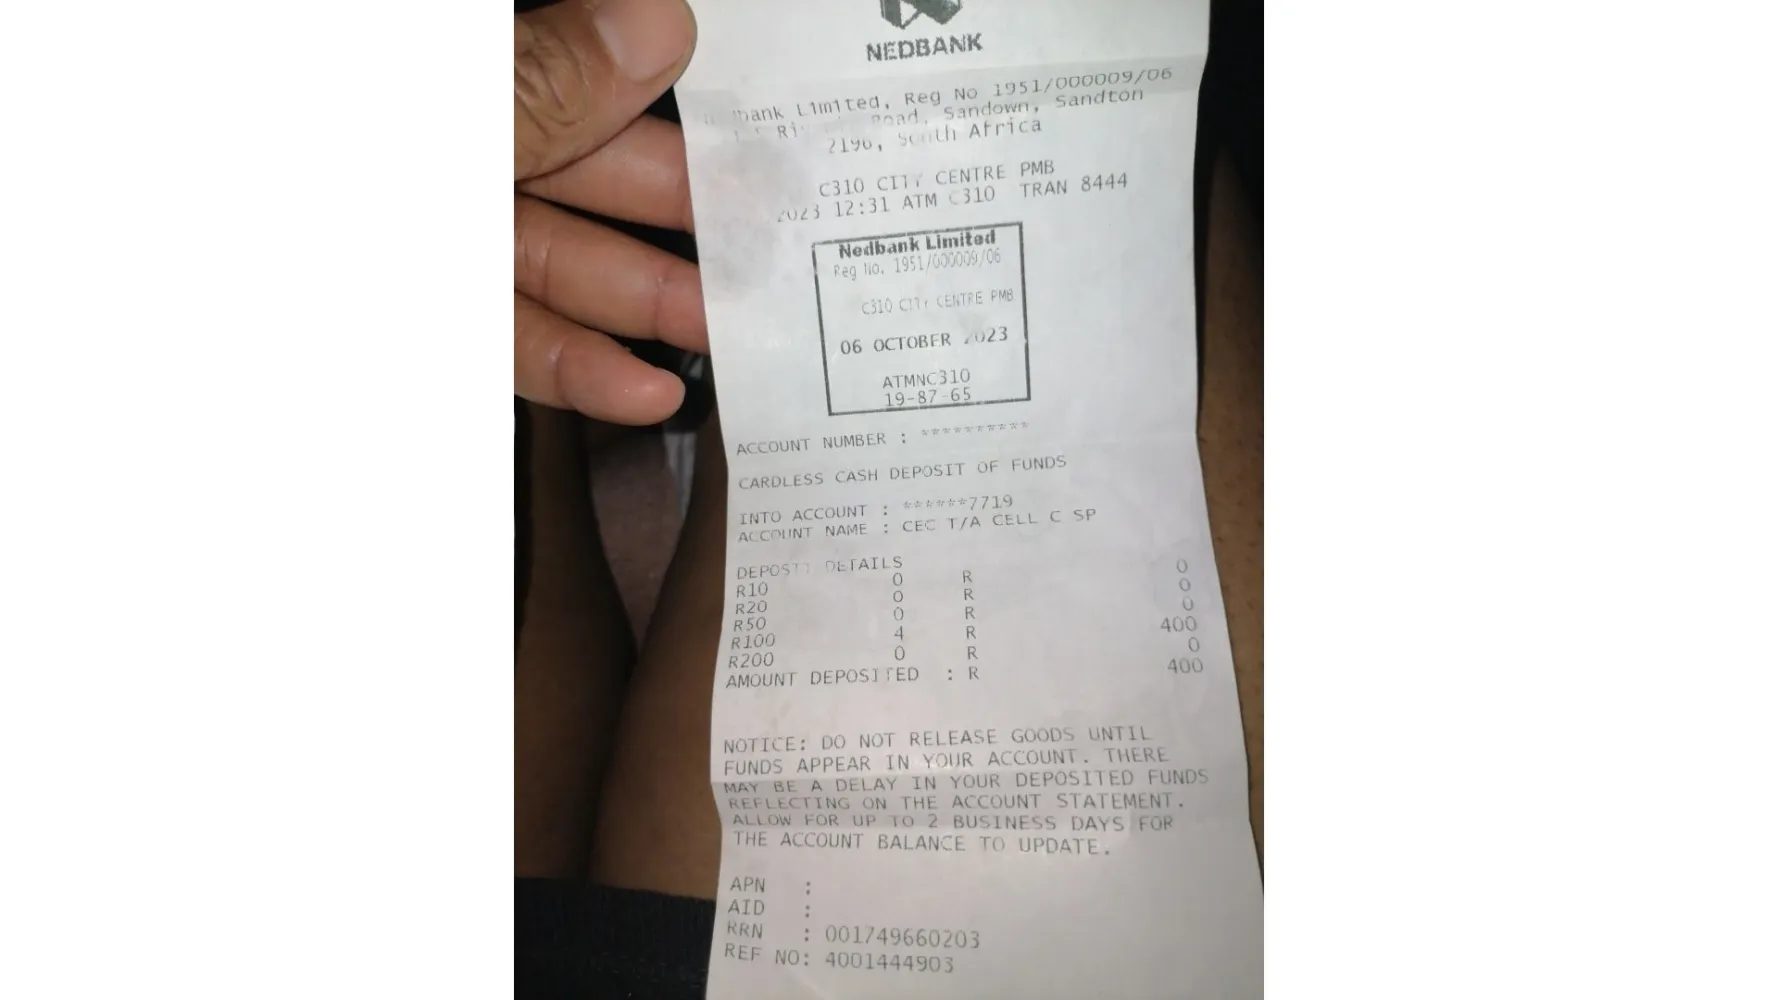 NEDBANK
Limited, Reg No 1951/000009/06
Road, Sandown, Sandton
2196, South Africa
C310 CITY CENTRE PMB
2023 12:31 ATM C310 TRAN 8444
Nedbank Limited
Reg No. 1951/000009/06
C310 CITY CENTRE PMB
06 OCTOBER 2023
ATMNC310
19-87-65
ACCOUNT NUMBER : **********
CARDLESS CASH DEPOSIT OF FUNDS
INTO ACCOUNT : ******7719
ACCOUNT NAME : CEC T/A CELL C SP
DEPOSIT DETAILS
R10 0 R 0
R20 0 R 0
R50 0 R 0
R100 4 R 400
R200 0 R 0
AMOUNT DEPOSITED : R 400
NOTICE: DO NOT RELEASE GOODS UNTIL
FUNDS APPEAR IN YOUR ACCOUNT. THERE
MAY BE A DELAY IN YOUR DEPOSITED FUNDS
REFLECTING ON THE ACCOUNT STATEMENT.
ALLOW FOR UP TO 2 BUSINESS DAYS FOR
THE ACCOUNT BALANCE TO UPDATE.
APN :
AID :
RRN : 001749660203
REF NO: 4001444903